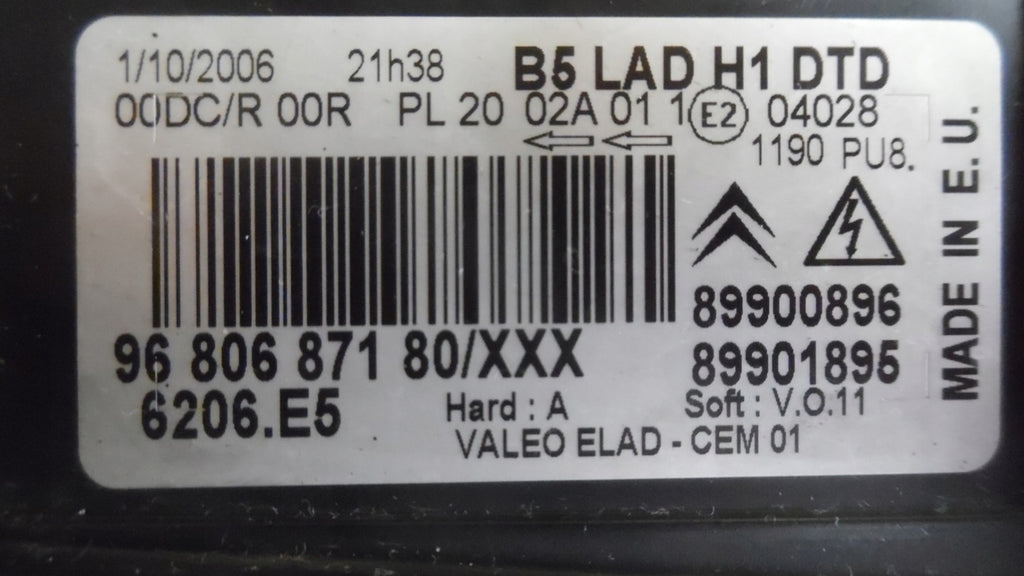 1/10/2006 21h38 B5 LAD H1 DTD
00DC/R 00R PL 20 02A 01 1 E2 04028
1190 PU8.
89900896
96 806 871 80/XXX 89901895
6206.E5 Hard : A Soft : V.0.11
VALEO ELAD - CEM 01
MADE IN E.U.